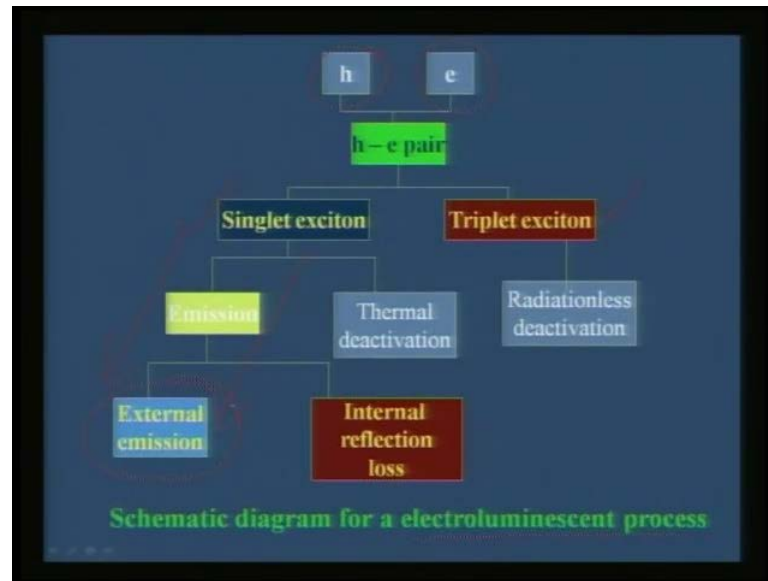 h
e
h – e pair
Singlet exciton
Triplet exciton
Emission
Thermal
deactivation
Radiationless
deactivation
External
emission
Internal
reflection
loss
Schematic diagram for a electroluminescent process